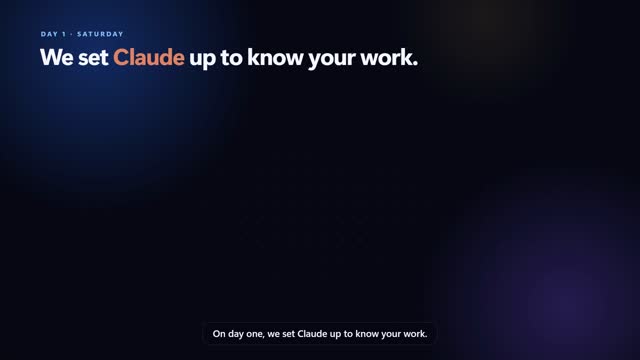 DAY 1 · SATURDAY
We set Claude up to know your work.
On day one, we set Claude up to know your work.